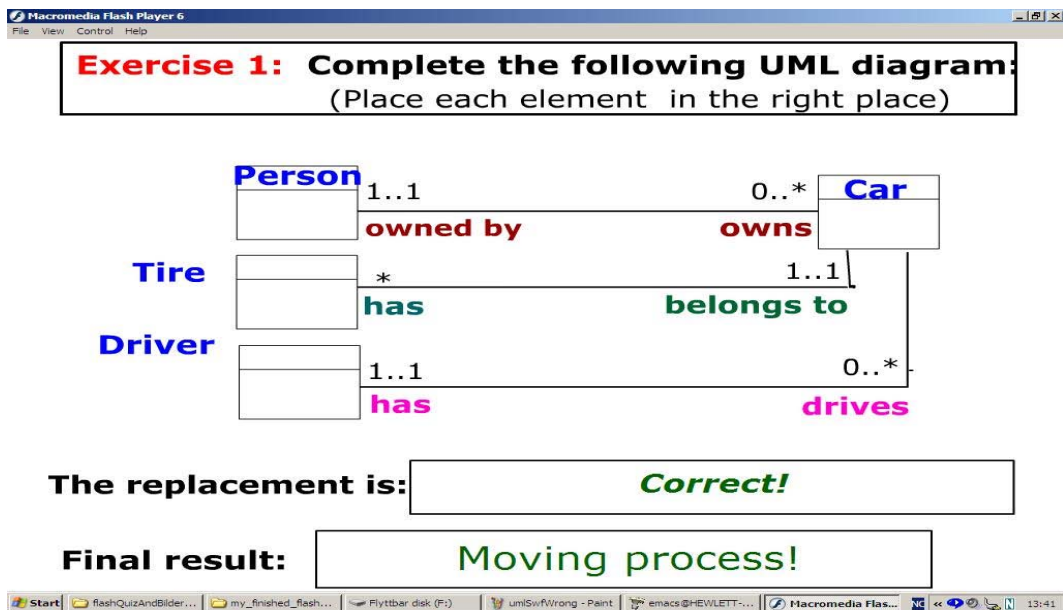 Macromedia Flash Player 6
File View Control Help
Exercise 1: Complete the following UML diagram:
(Place each element in the right place)
Person 1..1 0..* Car
owned by owns
Tire * 1..1
has belongs to
Driver
1..1 0..*
has drives
The replacement is: Correct!
Final result: Moving process!
Start flashQuizAndBilder... my_finished_flash... Flyttbar disk (F:) umlSwfWrong - Paint emacs@HEWLETT-... Macromedia Flas... NC « N 13:41